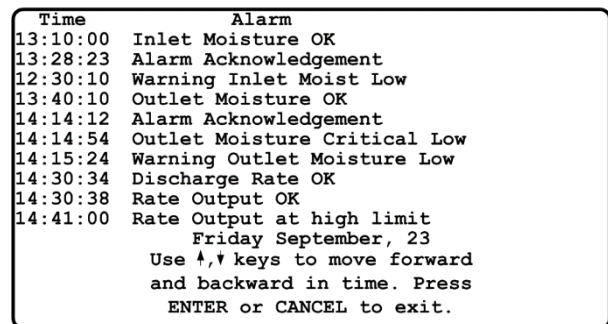 Time Alarm
13:10:00 Inlet Moisture OK
13:28:23 Alarm Acknowledgement
12:30:10 Warning Inlet Moist Low
13:40:10 Outlet Moisture OK
14:14:12 Alarm Acknowledgement
14:14:54 Outlet Moisture Critical Low
14:15:24 Warning Outlet Moisture Low
14:30:34 Discharge Rate OK
14:30:38 Rate Output OK
14:41:00 Rate Output at high limit
Friday September, 23
Use ↑,↓ keys to move forward
and backward in time. Press
ENTER or CANCEL to exit.